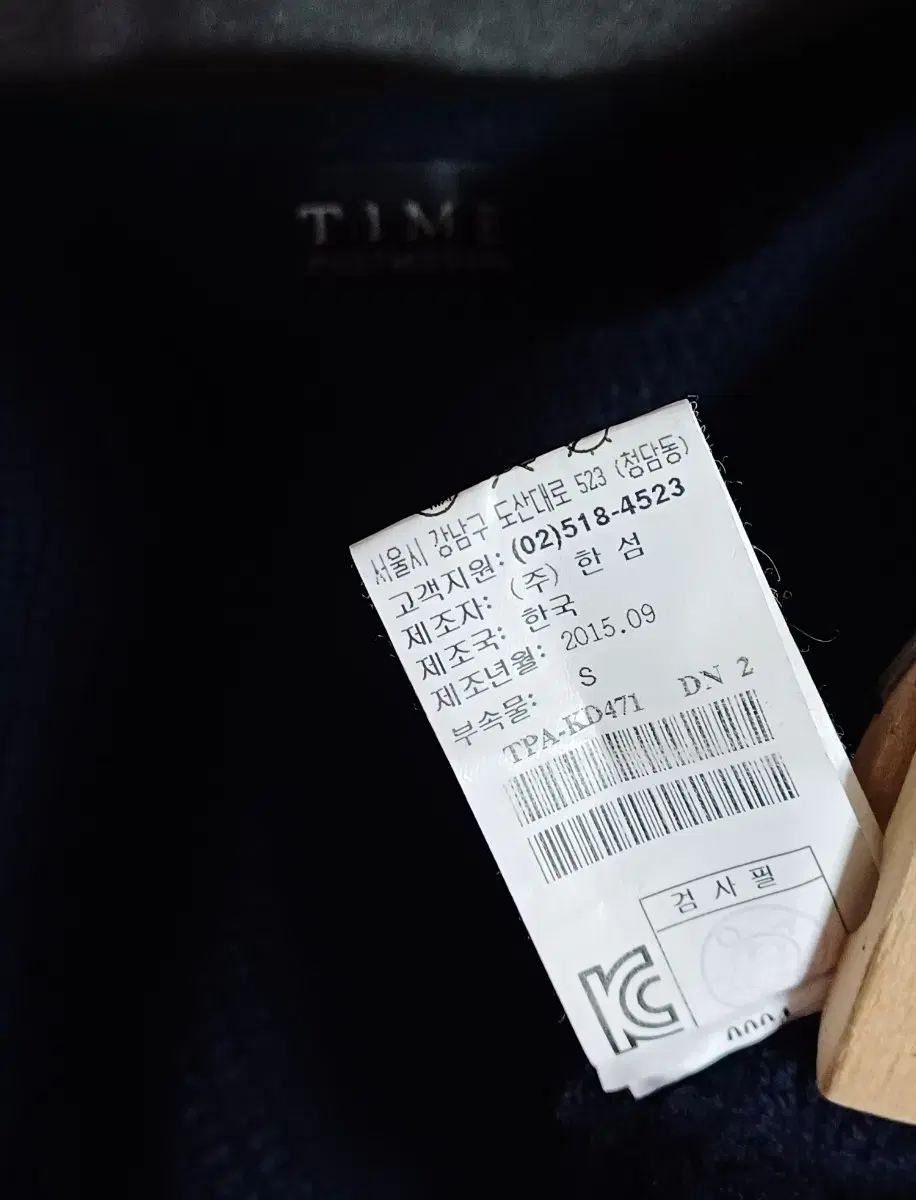 TIME
서울시 강남구 도산대로 523 (청담동)
고객지원: (02)518-4523
제조자: (주) 한 섬
제조국: 한국
제조년월: 2015.09
부속물: S
TPA-KD471 DN 2
검 사 필